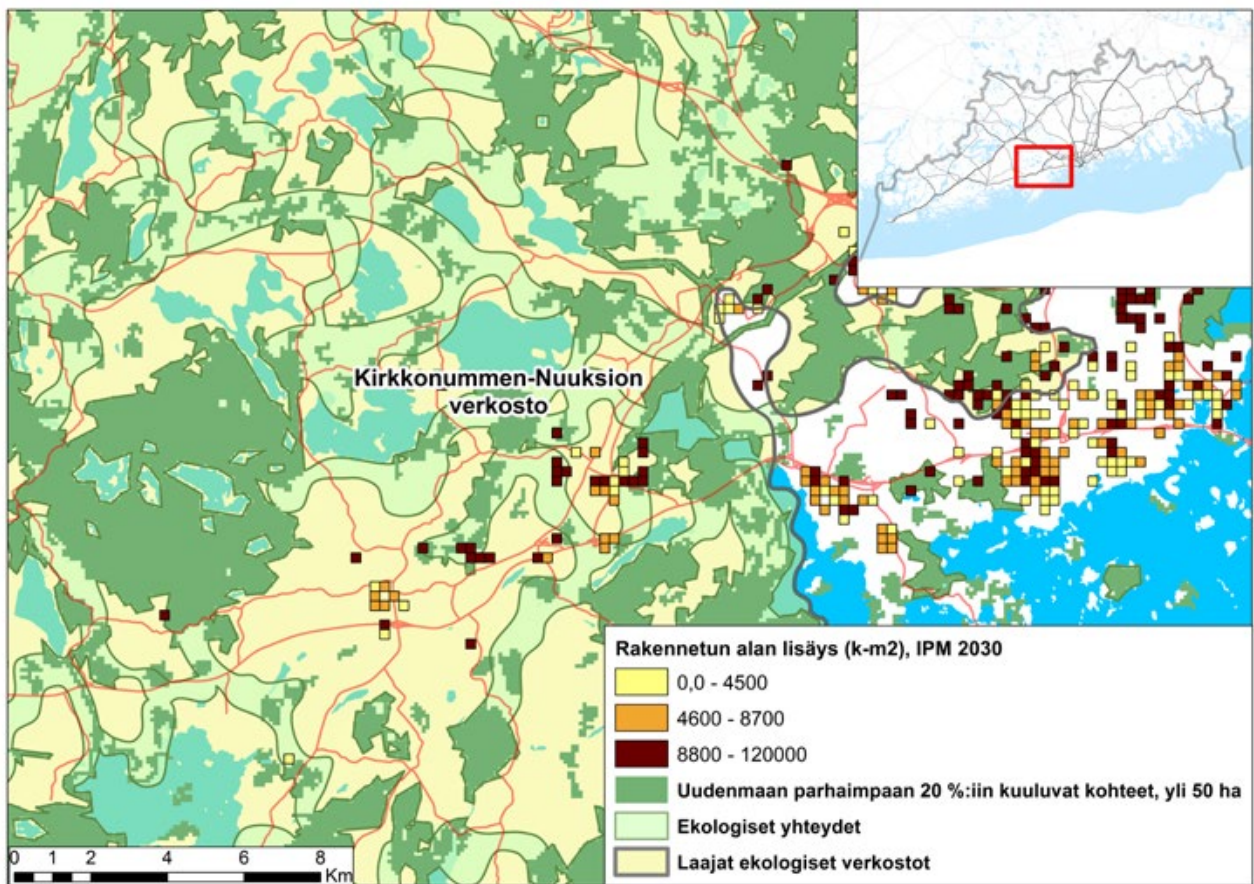 Kirkkonummen-Nuuksion
verkosto
Rakennetun alan lisäys (k-m2), IPM 2030
0,0 - 4500
4600 - 8700
8800 - 120000
Uudenmaan parhaimpaan 20 %:iin kuuluvat kohteet, yli 50 ha
Ekologiset yhteydet
Laajat ekologiset verkostot
0 1 2 4 6 8
Km